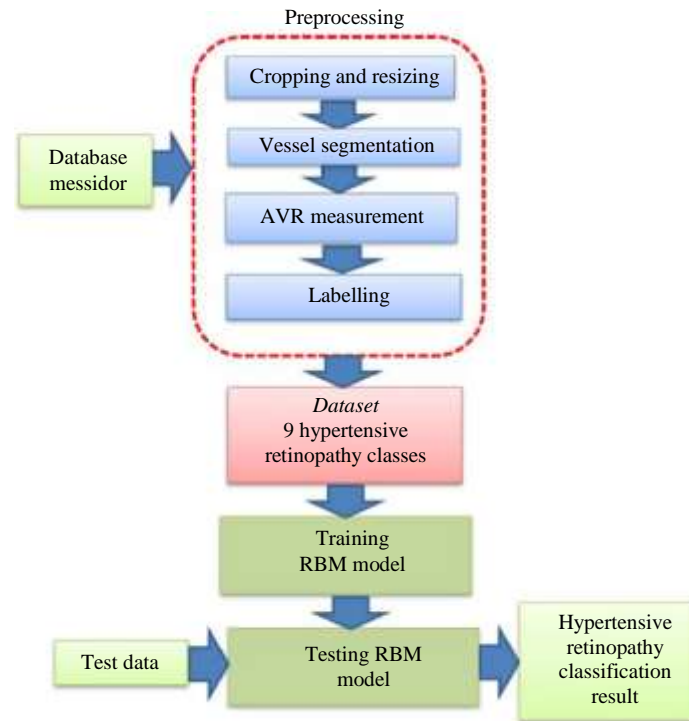 Preprocessing
Cropping and resizing
Vessel segmentation
Database
messidor
AVR measurement
Labelling
Dataset
9 hypertensive
retinopathy classes
Training
RBM model
Test data
Testing RBM
model
Hypertensive
retinopathy
classification
result